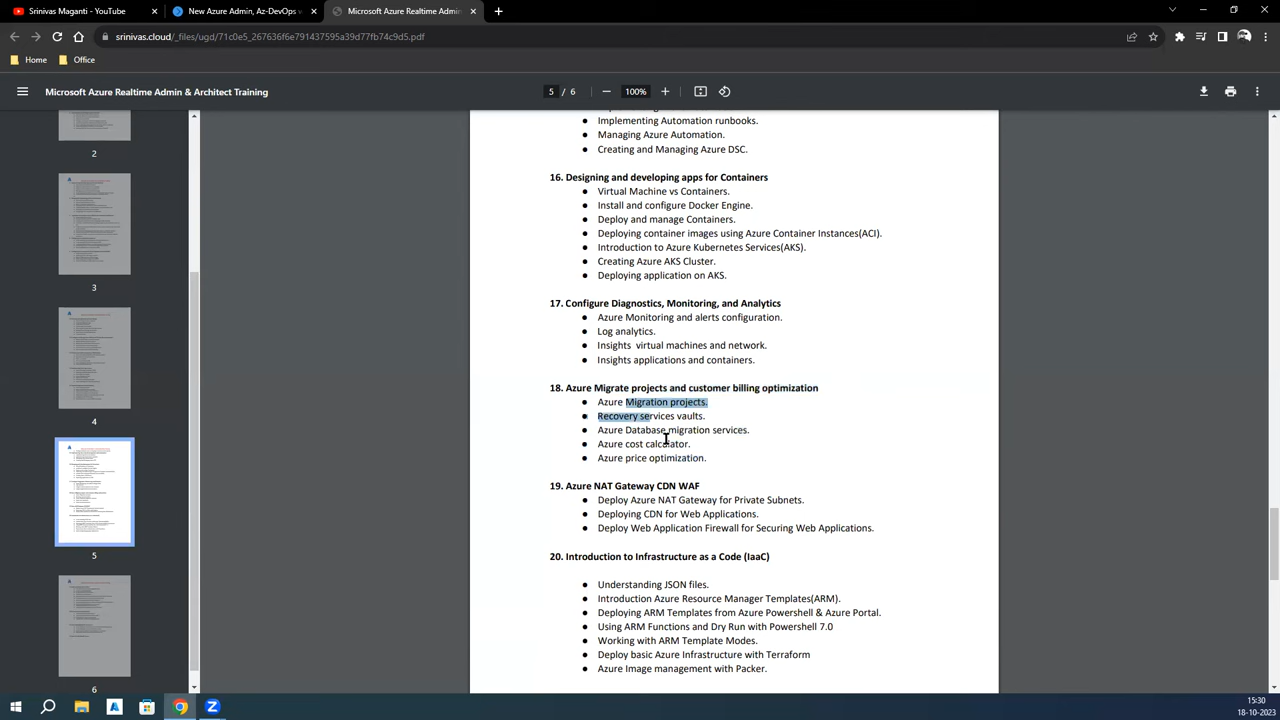 Srinivas Maganti - YouTube
New Azure Admin, Az-DevOps
Microsoft Azure Realtime Admin
srinivas.cloud/_files/ugd/71c0e5_267636f6e791437595a39d77fb74c9d5.pdf
Home
Office
Microsoft Azure Realtime Admin & Architect Training
5 / 6
100%
Implementing Automation runbooks.
Managing Azure Automation.
Creating and Managing Azure DSC.
16. Designing and developing apps for Containers
Virtual Machine vs Containers.
Install and configure Docker Engine.
Deploy and manage Containers.
Deploying container images using Azure Container Instances(ACI).
Introduction to Azure Kubernetes Services(AKS).
Creating Azure AKS Cluster.
Deploying application on AKS.
17. Configure Diagnostics, Monitoring, and Analytics
Azure Monitoring and alerts configuration.
Log analytics.
Insights virtual machines and network.
Insights applications and containers.
18. Azure Migrate projects and customer billing optimization
Azure Migration projects.
Recovery services vaults.
Azure Database migration services.
Azure cost calculator.
Azure price optimization.
19. Azure NAT Gateway CDN WAF
Deploy Azure NAT Gateway for Private Subnets.
Deploying CDN for Web Applications.
Deploy Web Application Firewall for Securing Web Applications.
20. Introduction to Infrastructure as a Code (IaaC)
Understanding JSON files.
Introduction Azure Resource Manager Templates(ARM).
Deploying ARM Templates from Azure Powershell & Azure Portal.
Using ARM Functions and Dry Run with Powershell 7.0
Working with ARM Template Modes.
Deploy basic Azure Infrastructure with Terraform
Azure Image management with Packer.
2
3
4
5
6
15:30
18-10-2023